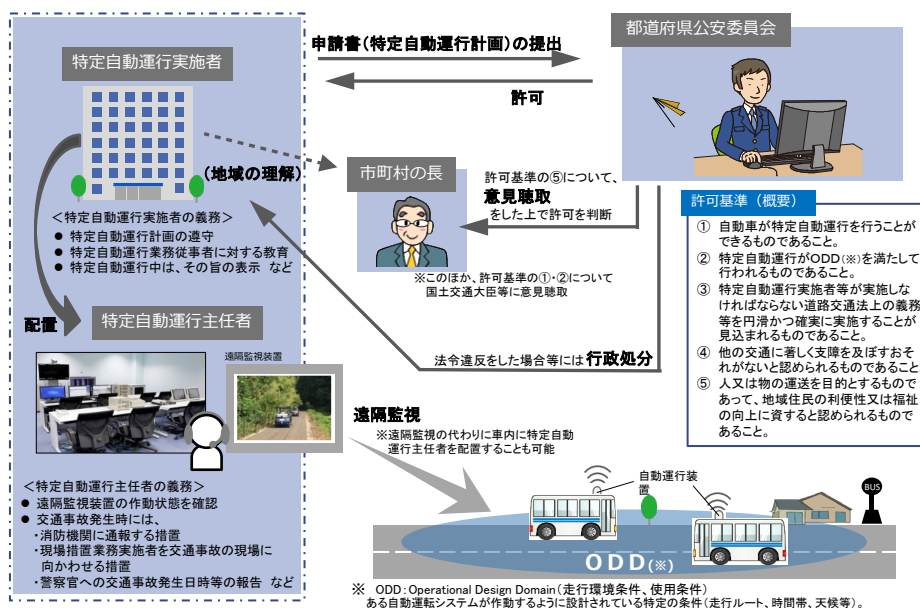 特定自動運行実施者
申請書(特定自動運行計画)の提出
許可
都道府県公安委員会
(地域の理解)
市町村の長
許可基準の⑤について、
意見聴取
をした上で許可を判断
※このほか、許可基準の①・②について
国土交通大臣等に意見聴取
<特定自動運行実施者の義務>
● 特定自動運行計画の遵守
● 特定自動運行業務従事者に対する教育
● 特定自動運行中は、その旨の表示 など
許可基準(概要)
① 自動車が特定自動運行を行うことが
できるものであること。
② 特定自動運行がODD(※)を満たして
行われるものであること。
③ 特定自動運行実施者等が実施しな
ければならない道路交通法上の義務
等を円滑かつ確実に実施することが
見込まれるものであること。
④ 他の交通に著しく支障を及ぼすおそ
れがないと認められるものであること
⑤ 人又は物の運送を目的とするもので
あって、地域住民の利便性又は福祉
の向上に資すると認められるもので
あること。
配置
特定自動運行主任者
法令違反をした場合等には行政処分
遠隔監視装置
遠隔監視
※遠隔監視の代わりに車内に特定自動
運行主任者を配置することも可能
<特定自動運行主任者の義務>
● 遠隔監視装置の作動状態を確認
● 交通事故発生時には、
・消防機関に通報する措置
・現場措置業務実施者を交通事故の現場に
向かわせる措置
・警察官への交通事故発生日時等の報告 など
自動運行装
置
BUS
ODD(※)
※ ODD:Operational Design Domain(走行環境条件、使用条件)
ある自動運転システムが作動するように設計されている特定の条件(走行ルート、時間帯、天候等)。